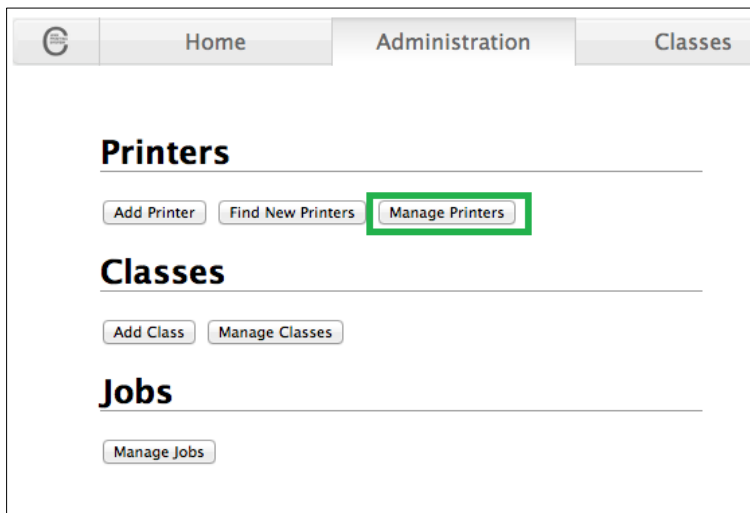 Home Administration Classes
Printers
Add Printer Find New Printers Manage Printers
Classes
Add Class Manage Classes
Jobs
Manage Jobs